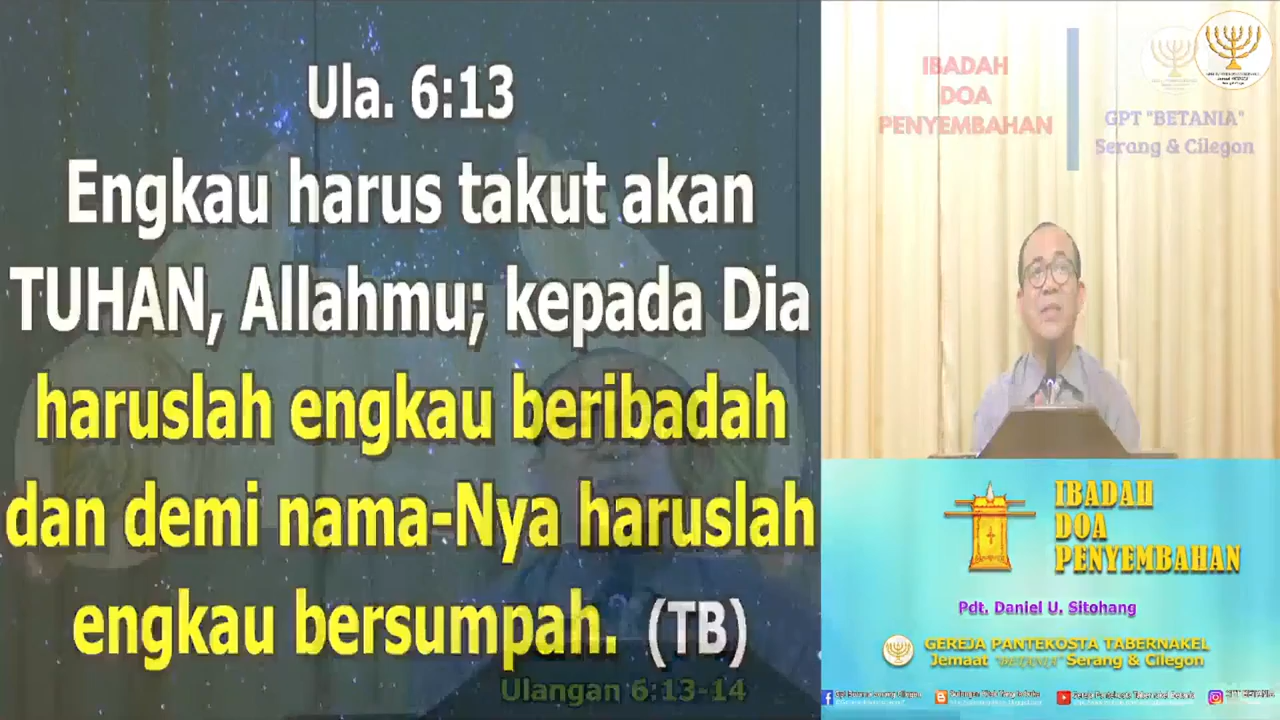 Ula. 6:13
Engkau harus takut akan
TUHAN, Allahmu; kepada Dia
haruslah engkau beribadah
dan demi nama-Nya haruslah
engkau bersumpah. (TB)
Ulangan 6:13-14
IBADAH
DOA
PENYEMBAHAN
GPT "BETANIA"
Serang & Cilegon
IBADAH
DOA
PENYEMBAHAN
Pdt. Daniel U. Sitohang
GEREJA PANTEKOSTA TABERNAKEL
Jemaat "BETANIA" Serang & Cilegon
GPT BETANIA